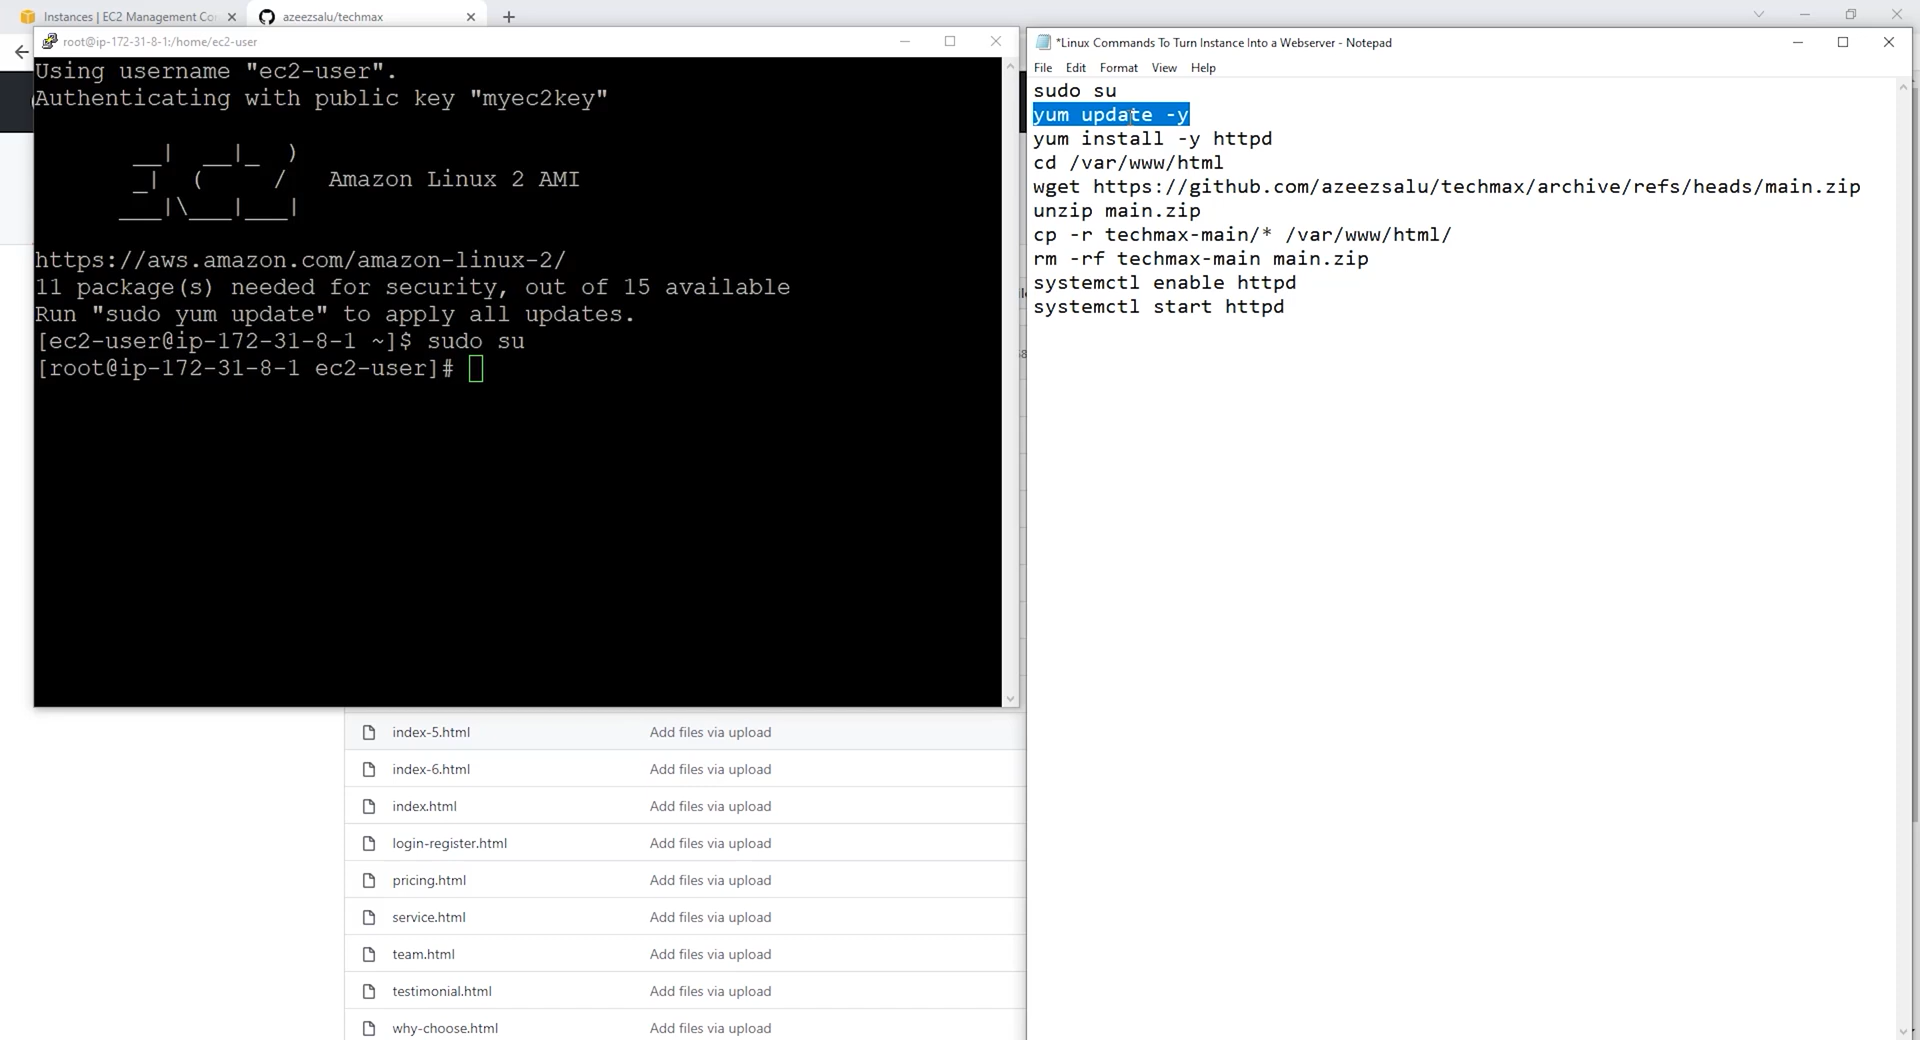 Instances | EC2 Management Co
azeezsalu/techmax
root@ip-172-31-8-1:/home/ec2-user
Using username "ec2-user".
Authenticating with public key "myec2key"
__|  __|_  )
_|  (     /   Amazon Linux 2 AMI
___|\___|___|
https://aws.amazon.com/amazon-linux-2/
11 package(s) needed for security, out of 15 available
Run "sudo yum update" to apply all updates.
[ec2-user@ip-172-31-8-1 ~]$ sudo su
[root@ip-172-31-8-1 ec2-user]#
*Linux Commands To Turn Instance Into a Webserver - Notepad
File Edit Format View Help
sudo su
yum update -y
yum install -y httpd
cd /var/www/html
wget https://github.com/azeezsalu/techmax/archive/refs/heads/main.zip
unzip main.zip
cp -r techmax-main/* /var/www/html/
rm -rf techmax-main main.zip
systemctl enable httpd
systemctl start httpd
index-5.html Add files via upload
index-6.html Add files via upload
index.html Add files via upload
login-register.html Add files via upload
pricing.html Add files via upload
service.html Add files via upload
team.html Add files via upload
testimonial.html Add files via upload
why-choose.html Add files via upload